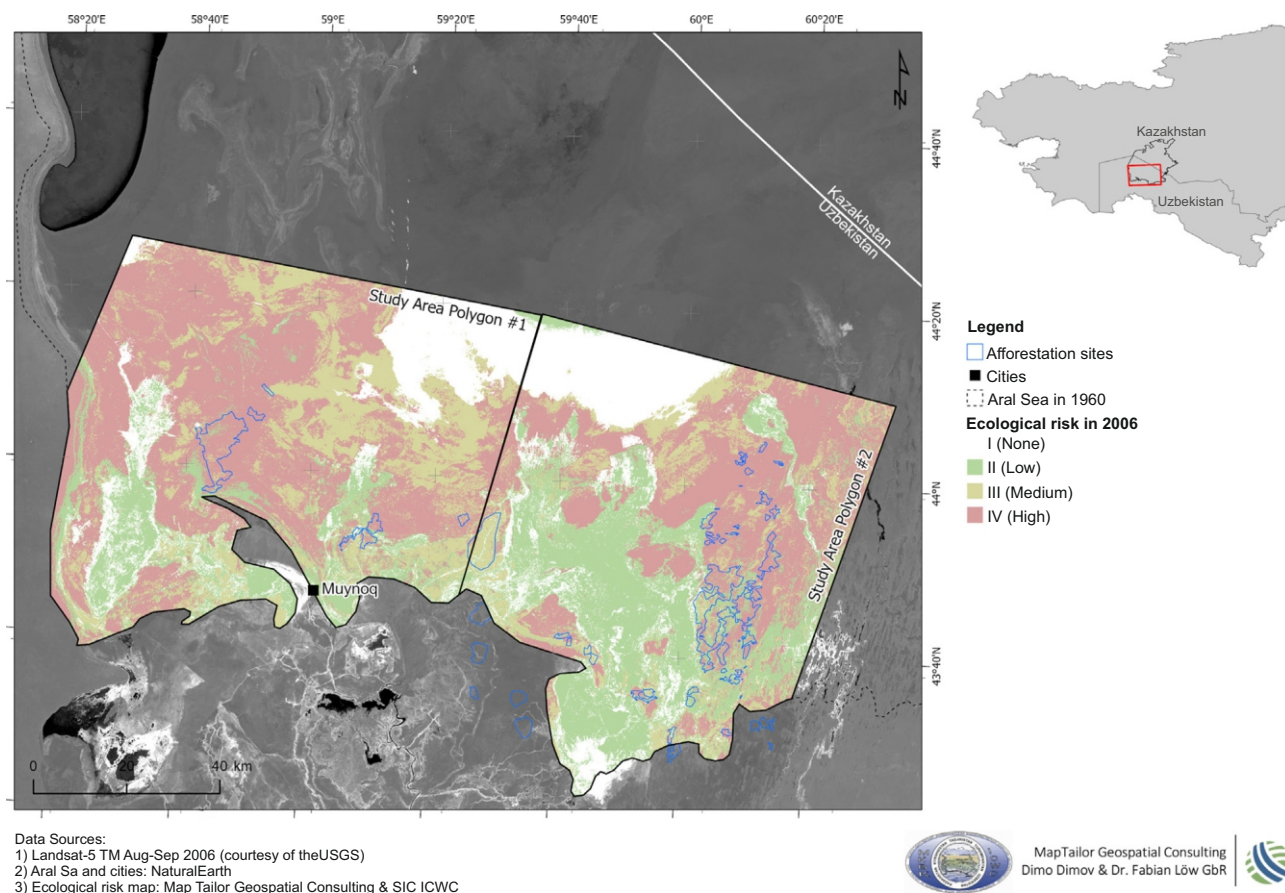 58°20'E 58°40'E 59°E 59°20'E 59°40'E 60°E 60°20'E
44°40'N
44°20'N
44°N
43°40'N
Z
Kazakhstan
Uzbekistan
Study Area Polygon #1
Study Area Polygon #2
Muynoq
0 20 40 km
Kazakhstan
Uzbekistan
Legend
Afforestation sites
Cities
Aral Sea in 1960
Ecological risk in 2006
I (None)
II (Low)
III (Medium)
IV (High)
Data Sources:
1) Landsat-5 TM Aug-Sep 2006 (courtesy of theUSGS)
2) Aral Sa and cities: NaturalEarth
3) Ecological risk map: Map Tailor Geospatial Consulting & SIC ICWC
MapTailor Geospatial Consulting
Dimo Dimov & Dr. Fabian Löw GbR